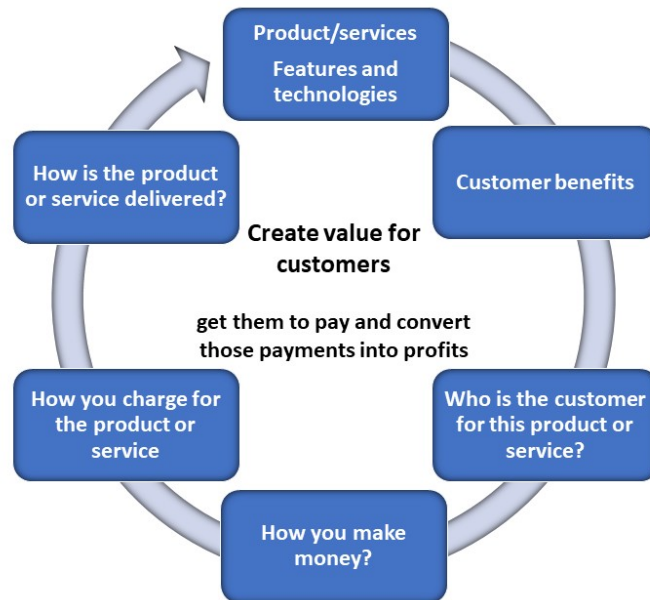 Product/services
Features and
technologies
Customer benefits
Who is the customer
for this product or
service?
How you make
money?
How you charge for
the product or
service
How is the product
or service delivered?
Create value for
customers
get them to pay and convert
those payments into profits